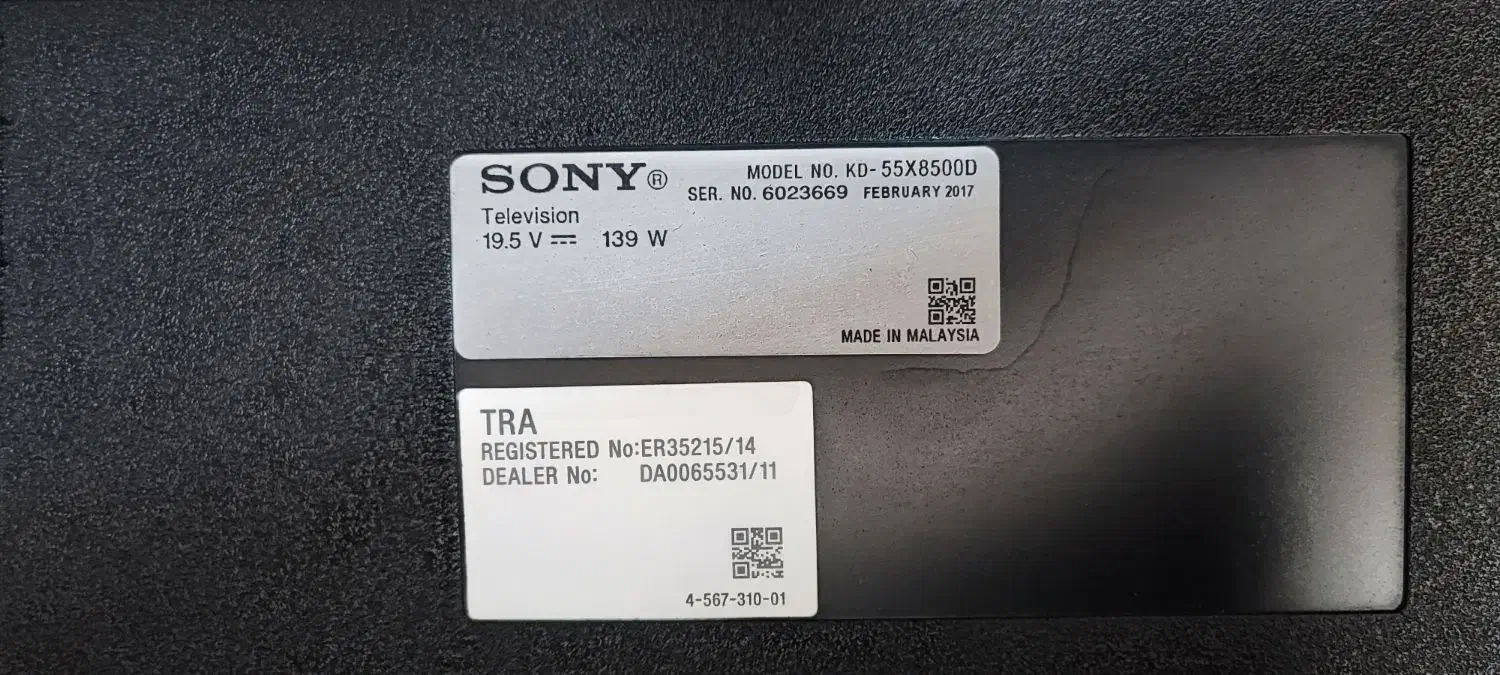 SONY®
MODEL NO. KD-55X8500D
SER. NO. 6023669 FEBRUARY 2017
Television
19.5 V ⎓ 139 W
MADE IN MALAYSIA
TRA
REGISTERED No:ER35215/14
DEALER No: DA0065531/11
4-567-310-01